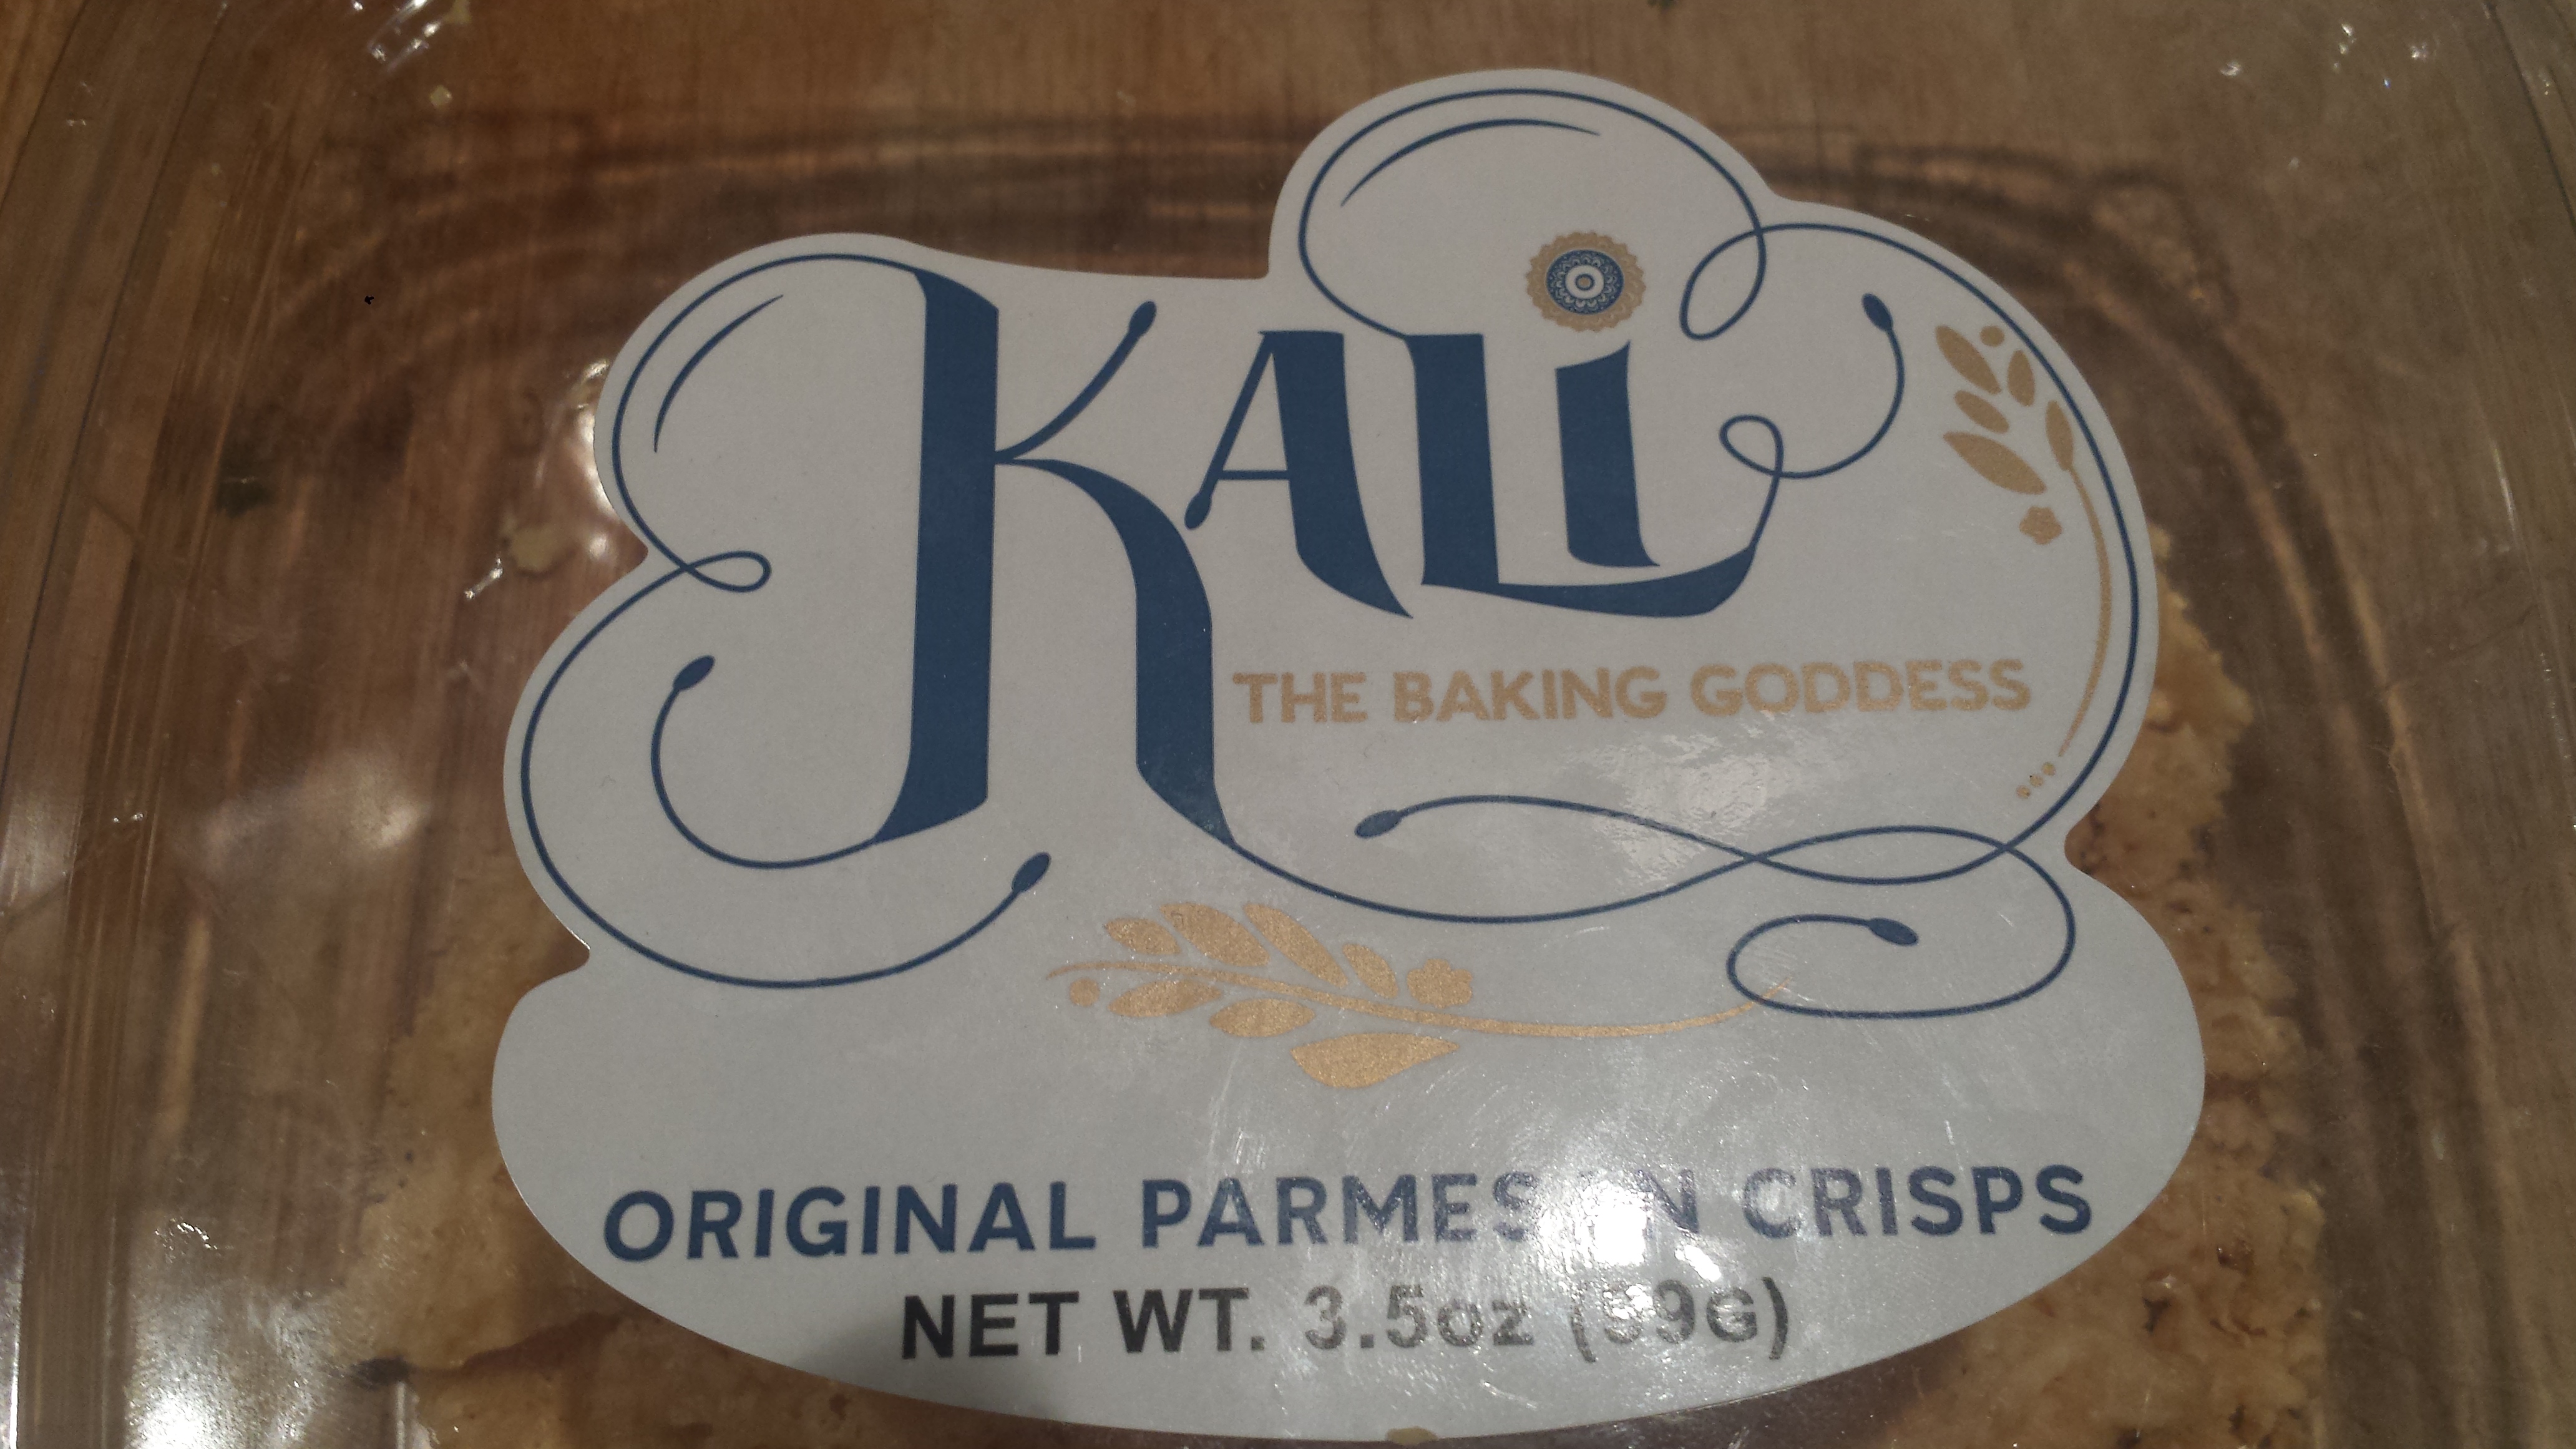 KALi
THE BAKING GODDESS
ORIGINAL PARMESAN CRISPS
NET WT. 3.5oz (99G)